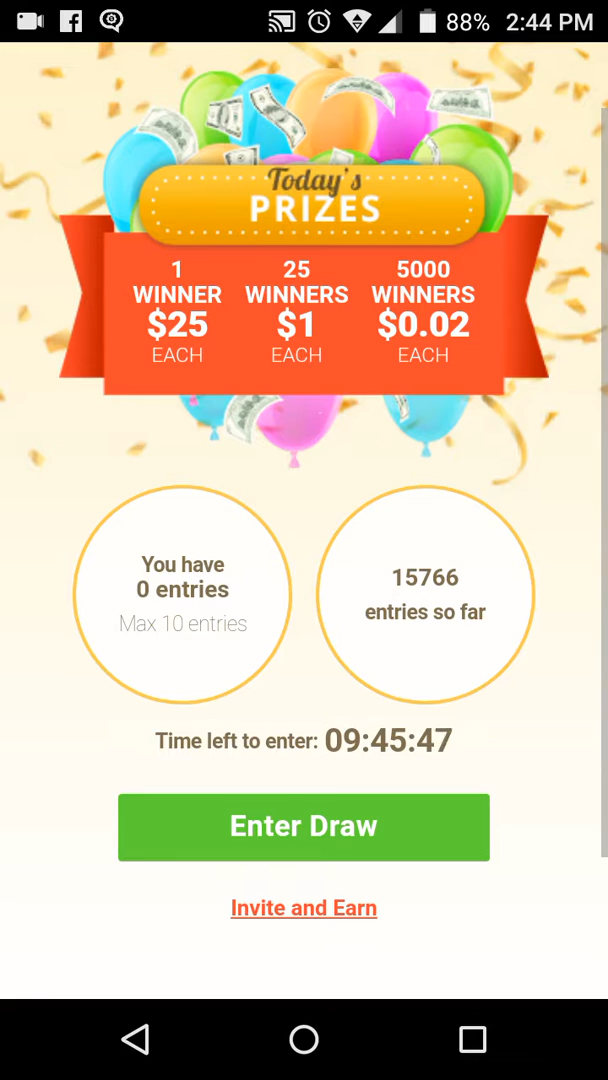 88% 2:44 PM
Today's
PRIZES
1 WINNER $25 EACH
25 WINNERS $1 EACH
5000 WINNERS $0.02 EACH
You have
0 entries
Max 10 entries
15766
entries so far
Time left to enter: 09:45:47
Enter Draw
Invite and Earn